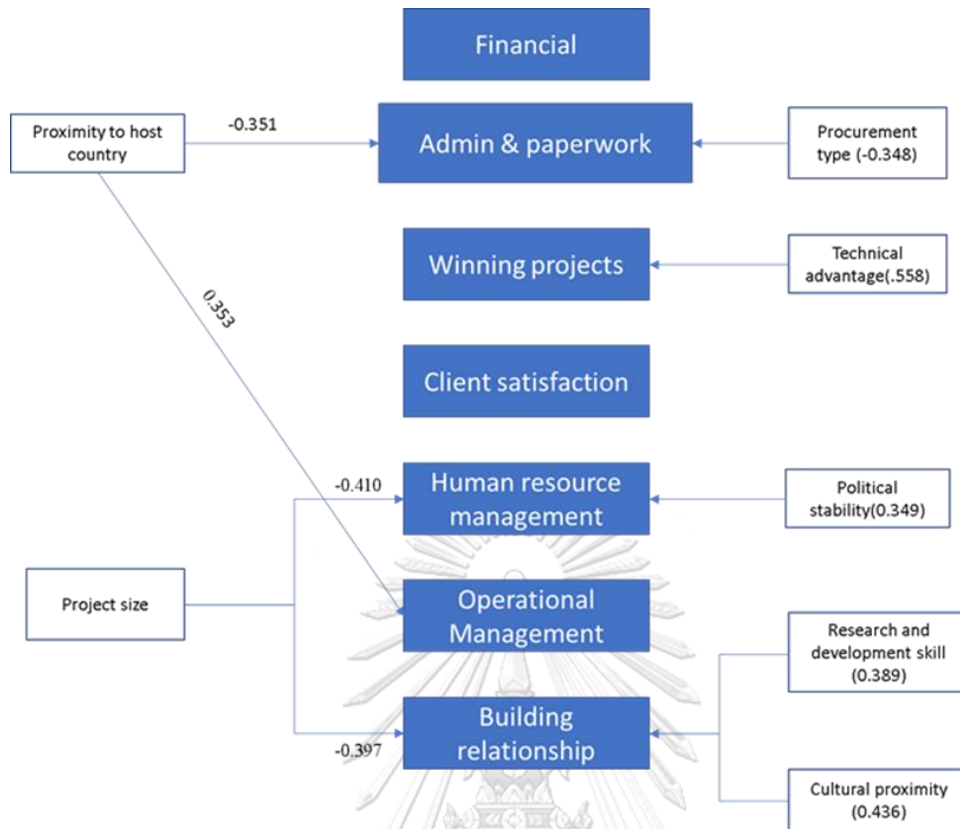 Financial
Proximity to host
country
-0.351
Admin & paperwork
Procurement
type (-0.348)
Winning projects
Technical
advantage(.558)
0.353
Client satisfaction
-0.410
Human resource
management
Political
stability(0.349)
Project size
Operational
Management
Research and
development skill
(0.389)
Building
relationship
-0.397
Cultural proximity
(0.436)